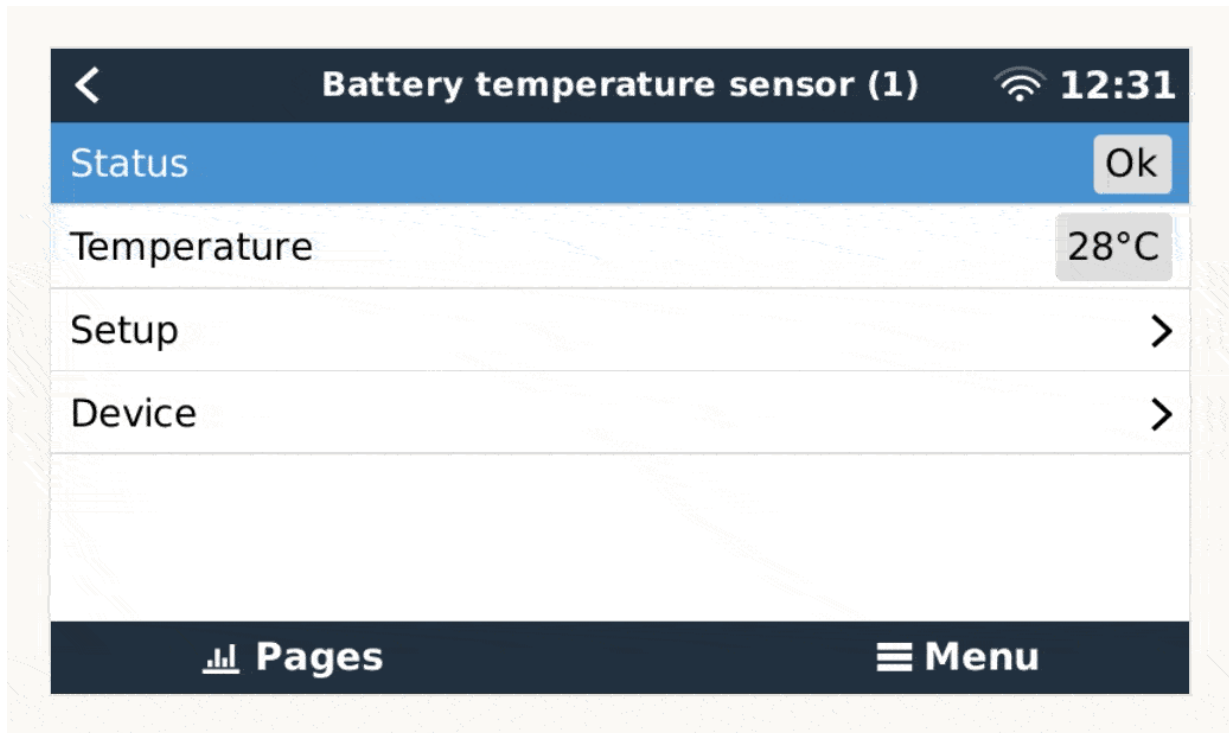 Battery temperature sensor (1) 12:31
Status Ok
Temperature 28°C
Setup
Device
Pages Menu